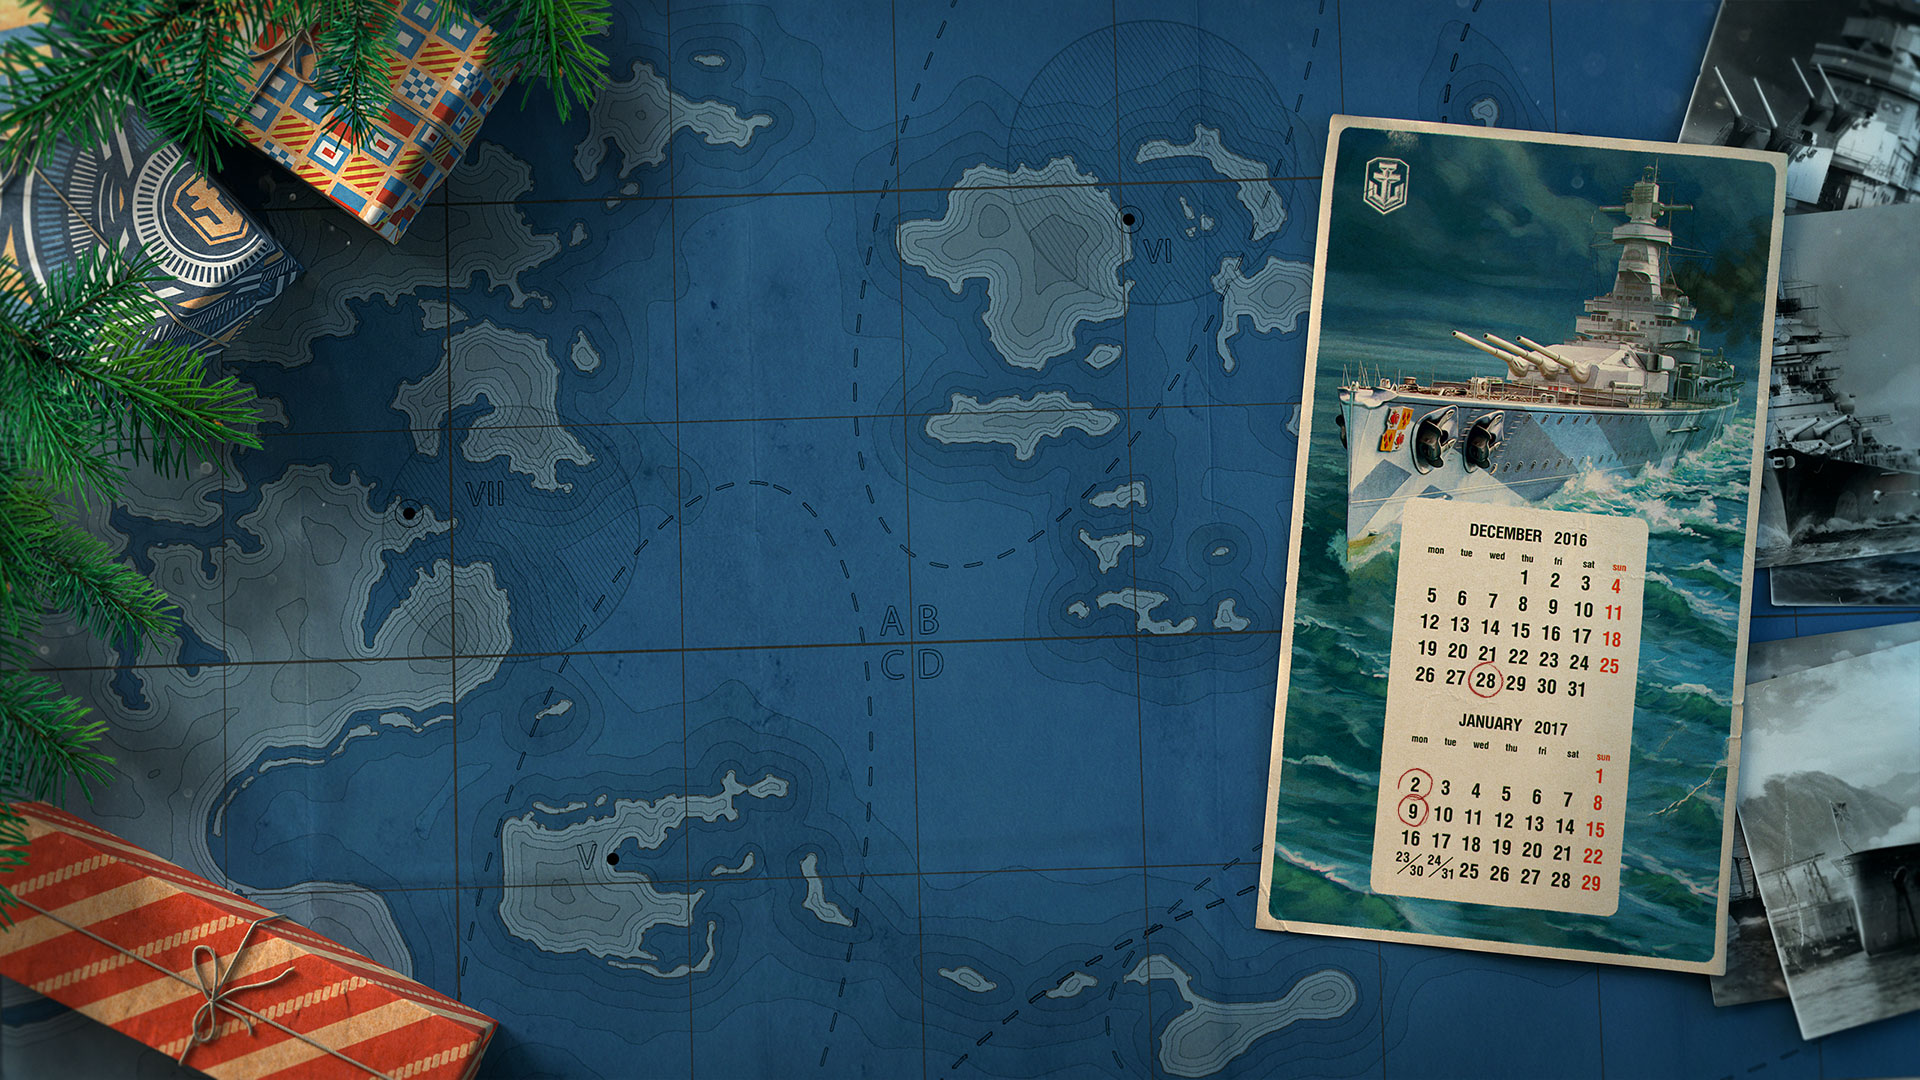 VI
VII
A B
C D
V
DECEMBER 2016
mon tue wed thu fri sat sun
1 2 3 4
5 6 7 8 9 10 11
12 13 14 15 16 17 18
19 20 21 22 23 24 25
26 27 28 29 30 31
JANUARY 2017
mon tue wed thu fri sat sun
1
2 3 4 5 6 7 8
9 10 11 12 13 14 15
16 17 18 19 20 21 22
23/30 24/31 25 26 27 28 29